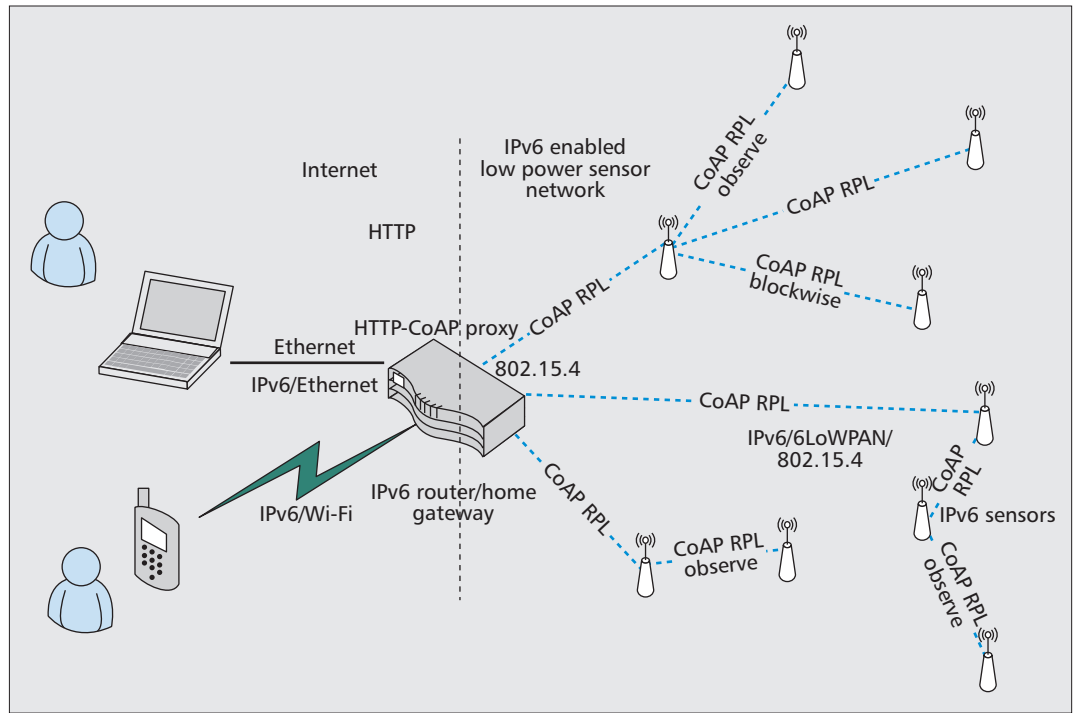 Internet
IPv6 enabled
low power sensor
network
HTTP
CoAP RPL
observe
CoAP RPL
CoAP RPL
blockwise
CoAP RPL
HTTP-CoAP proxy
Ethernet
IPv6/Ethernet
802.15.4
CoAP RPL
IPv6/6LoWPAN/
802.15.4
CoAP
RPL
IPv6 sensors
CoAP RPL
IPv6 router/home
gateway
IPv6/Wi-Fi
CoAP RPL
observe
CoAP RPL
observe